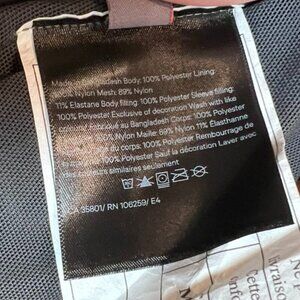 Made in Bangladesh Body: 100% Polyester Lining:
Nylon Mesh: 89% Nylon
11% Elastane Body filling: 100% Polyester Sleeve filling:
100% Polyester Exclusive of decoration Wash with like
colours Fabriqué au Bangladesh Corps: 100% Polyester
Nylon Maille: 89% Nylon 11% Élasthanne
du corps: 100% Polyester Rembourrage de
100% Polyester Sauf la décoration Laver avec
des couleurs similaires seulement
CA 35801/ RN 106259/ E4
livraison
Cette